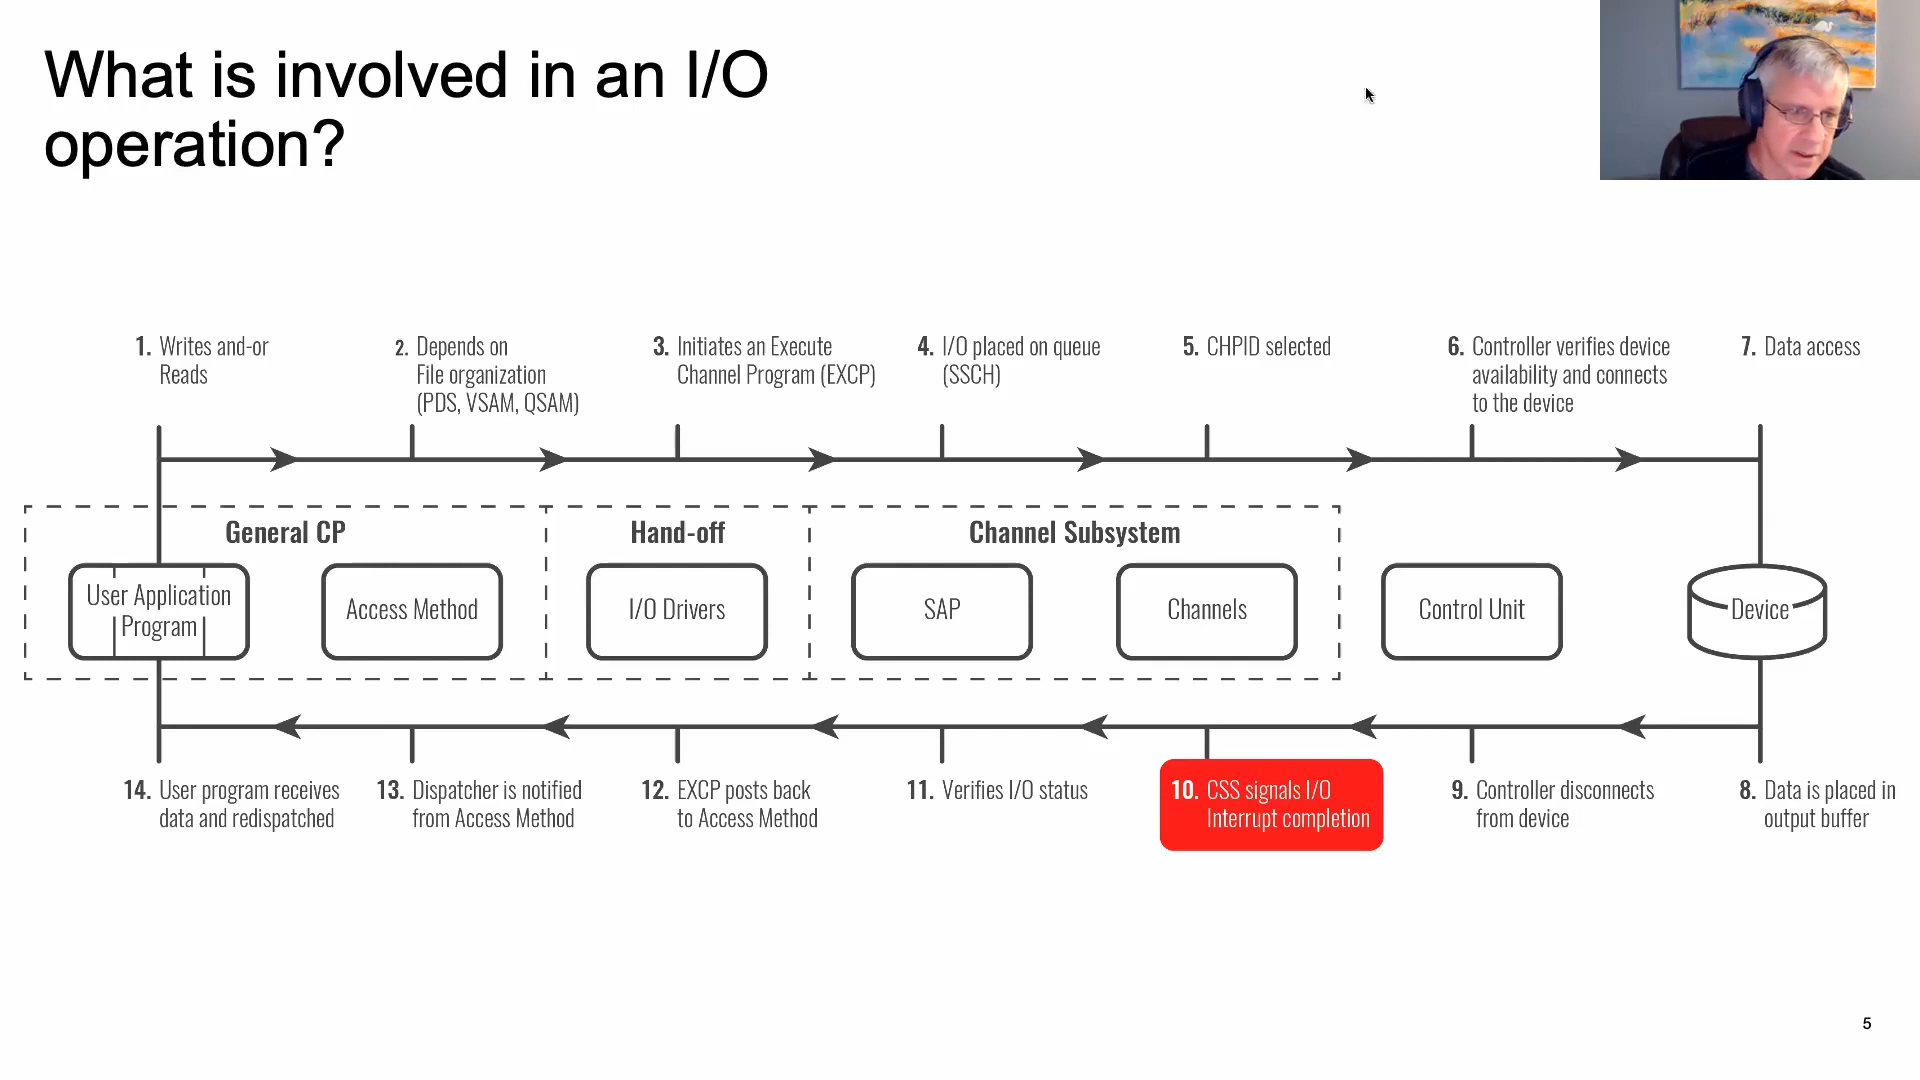 What is involved in an I/O
operation?
1. Writes and-or
Reads
2. Depends on
File organization
(PDS, VSAM, QSAM)
3. Initiates an Execute
Channel Program (EXCP)
4. I/O placed on queue
(SSCH)
5. CHPID selected
6. Controller verifies device
availability and connects
to the device
7. Data access
General CP
Hand-off
Channel Subsystem
User Application
Program
Access Method
I/O Drivers
SAP
Channels
Control Unit
Device
14. User program receives
data and redispatched
13. Dispatcher is notified
from Access Method
12. EXCP posts back
to Access Method
11. Verifies I/O status
10. CSS signals I/O
Interrupt completion
9. Controller disconnects
from device
8. Data is placed in
output buffer
5